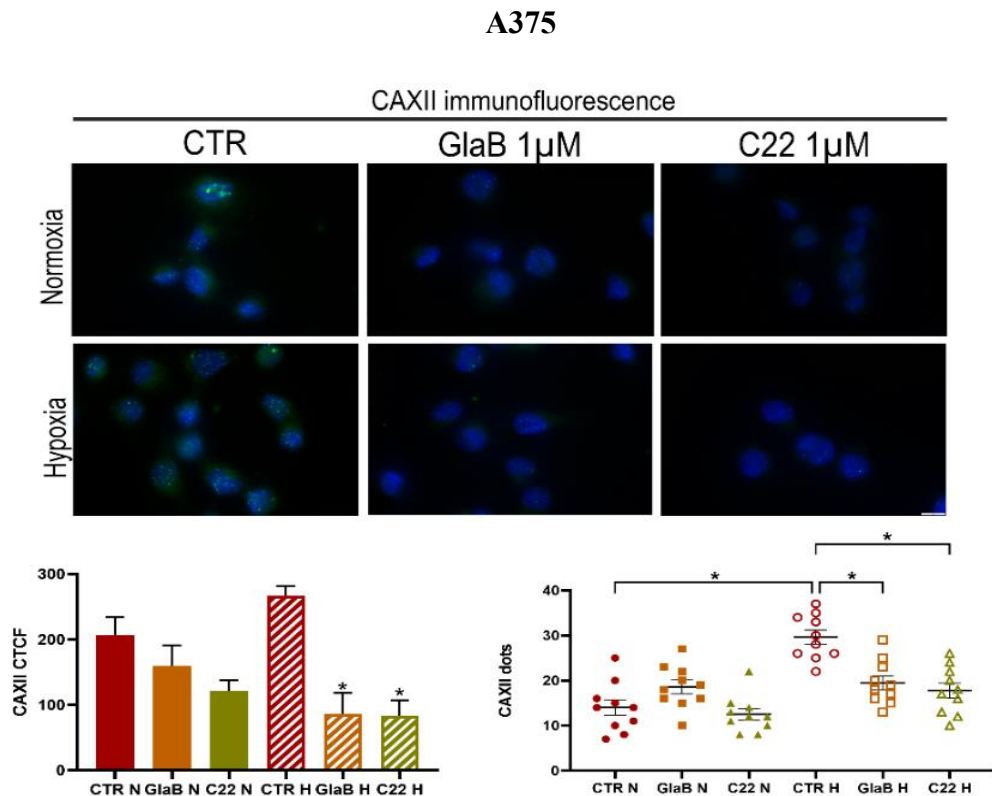 A375
CAXII immunofluorescence
CTR GlaB 1µM C22 1µM
Normoxia
Hypoxia
CAXII CTCF
300
200
100
0
* *
CTR N GlaB N C22 N CTR H GlaB H C22 H
CAXII dots
40
30
20
10
0
*
* *
CTR N GlaB N C22 N CTR H GlaB H C22 H